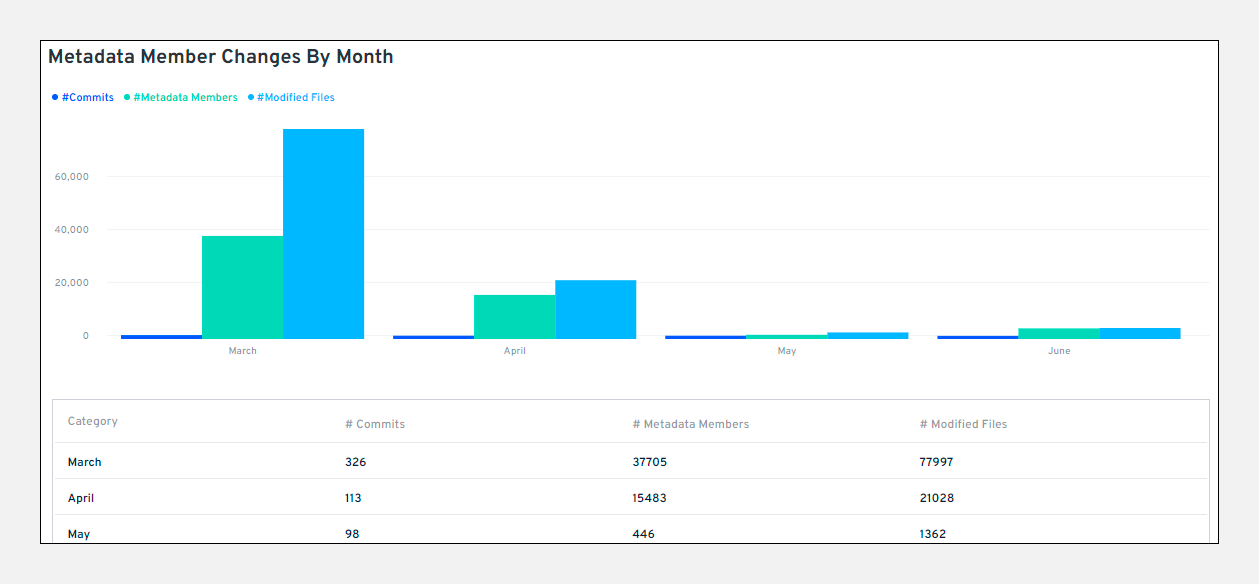 Metadata Member Changes By Month
#Commits #Metadata Members #Modified Files
60,000
40,000
20,000
0
March April May June
Category # Commits # Metadata Members # Modified Files
March 326 37705 77997
April 113 15483 21028
May 98 446 1362